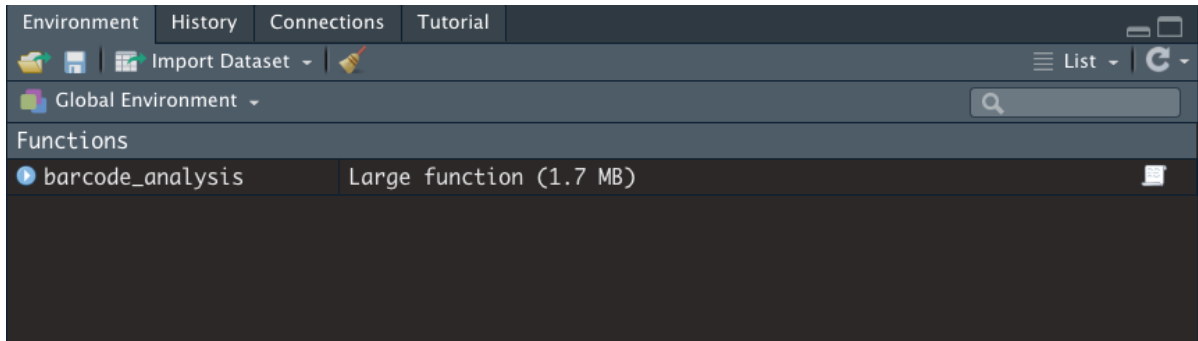 Environment History Connections Tutorial
Import Dataset List
Global Environment
Functions
barcode_analysis Large function (1.7 MB)